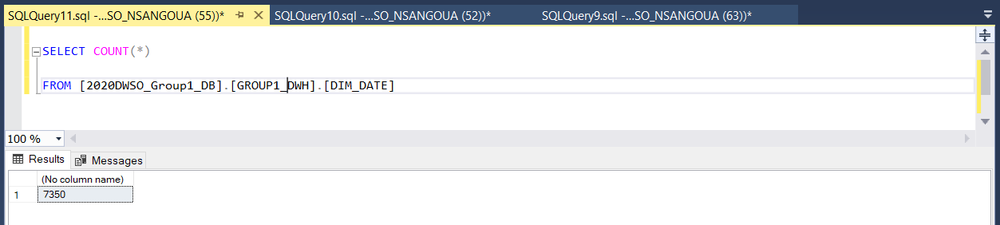 SQLQuery11.sql -...SO_NSANGOUA (55))* SQLQuery10.sql -...SO_NSANGOUA (52))* SQLQuery9.sql -...SO_NSANGOUA (63))*
SELECT COUNT(*)
FROM [2020DWSO_Group1_DB].[GROUP1_DWH].[DIM_DATE]
100 %
Results Messages
(No column name)
1 7350